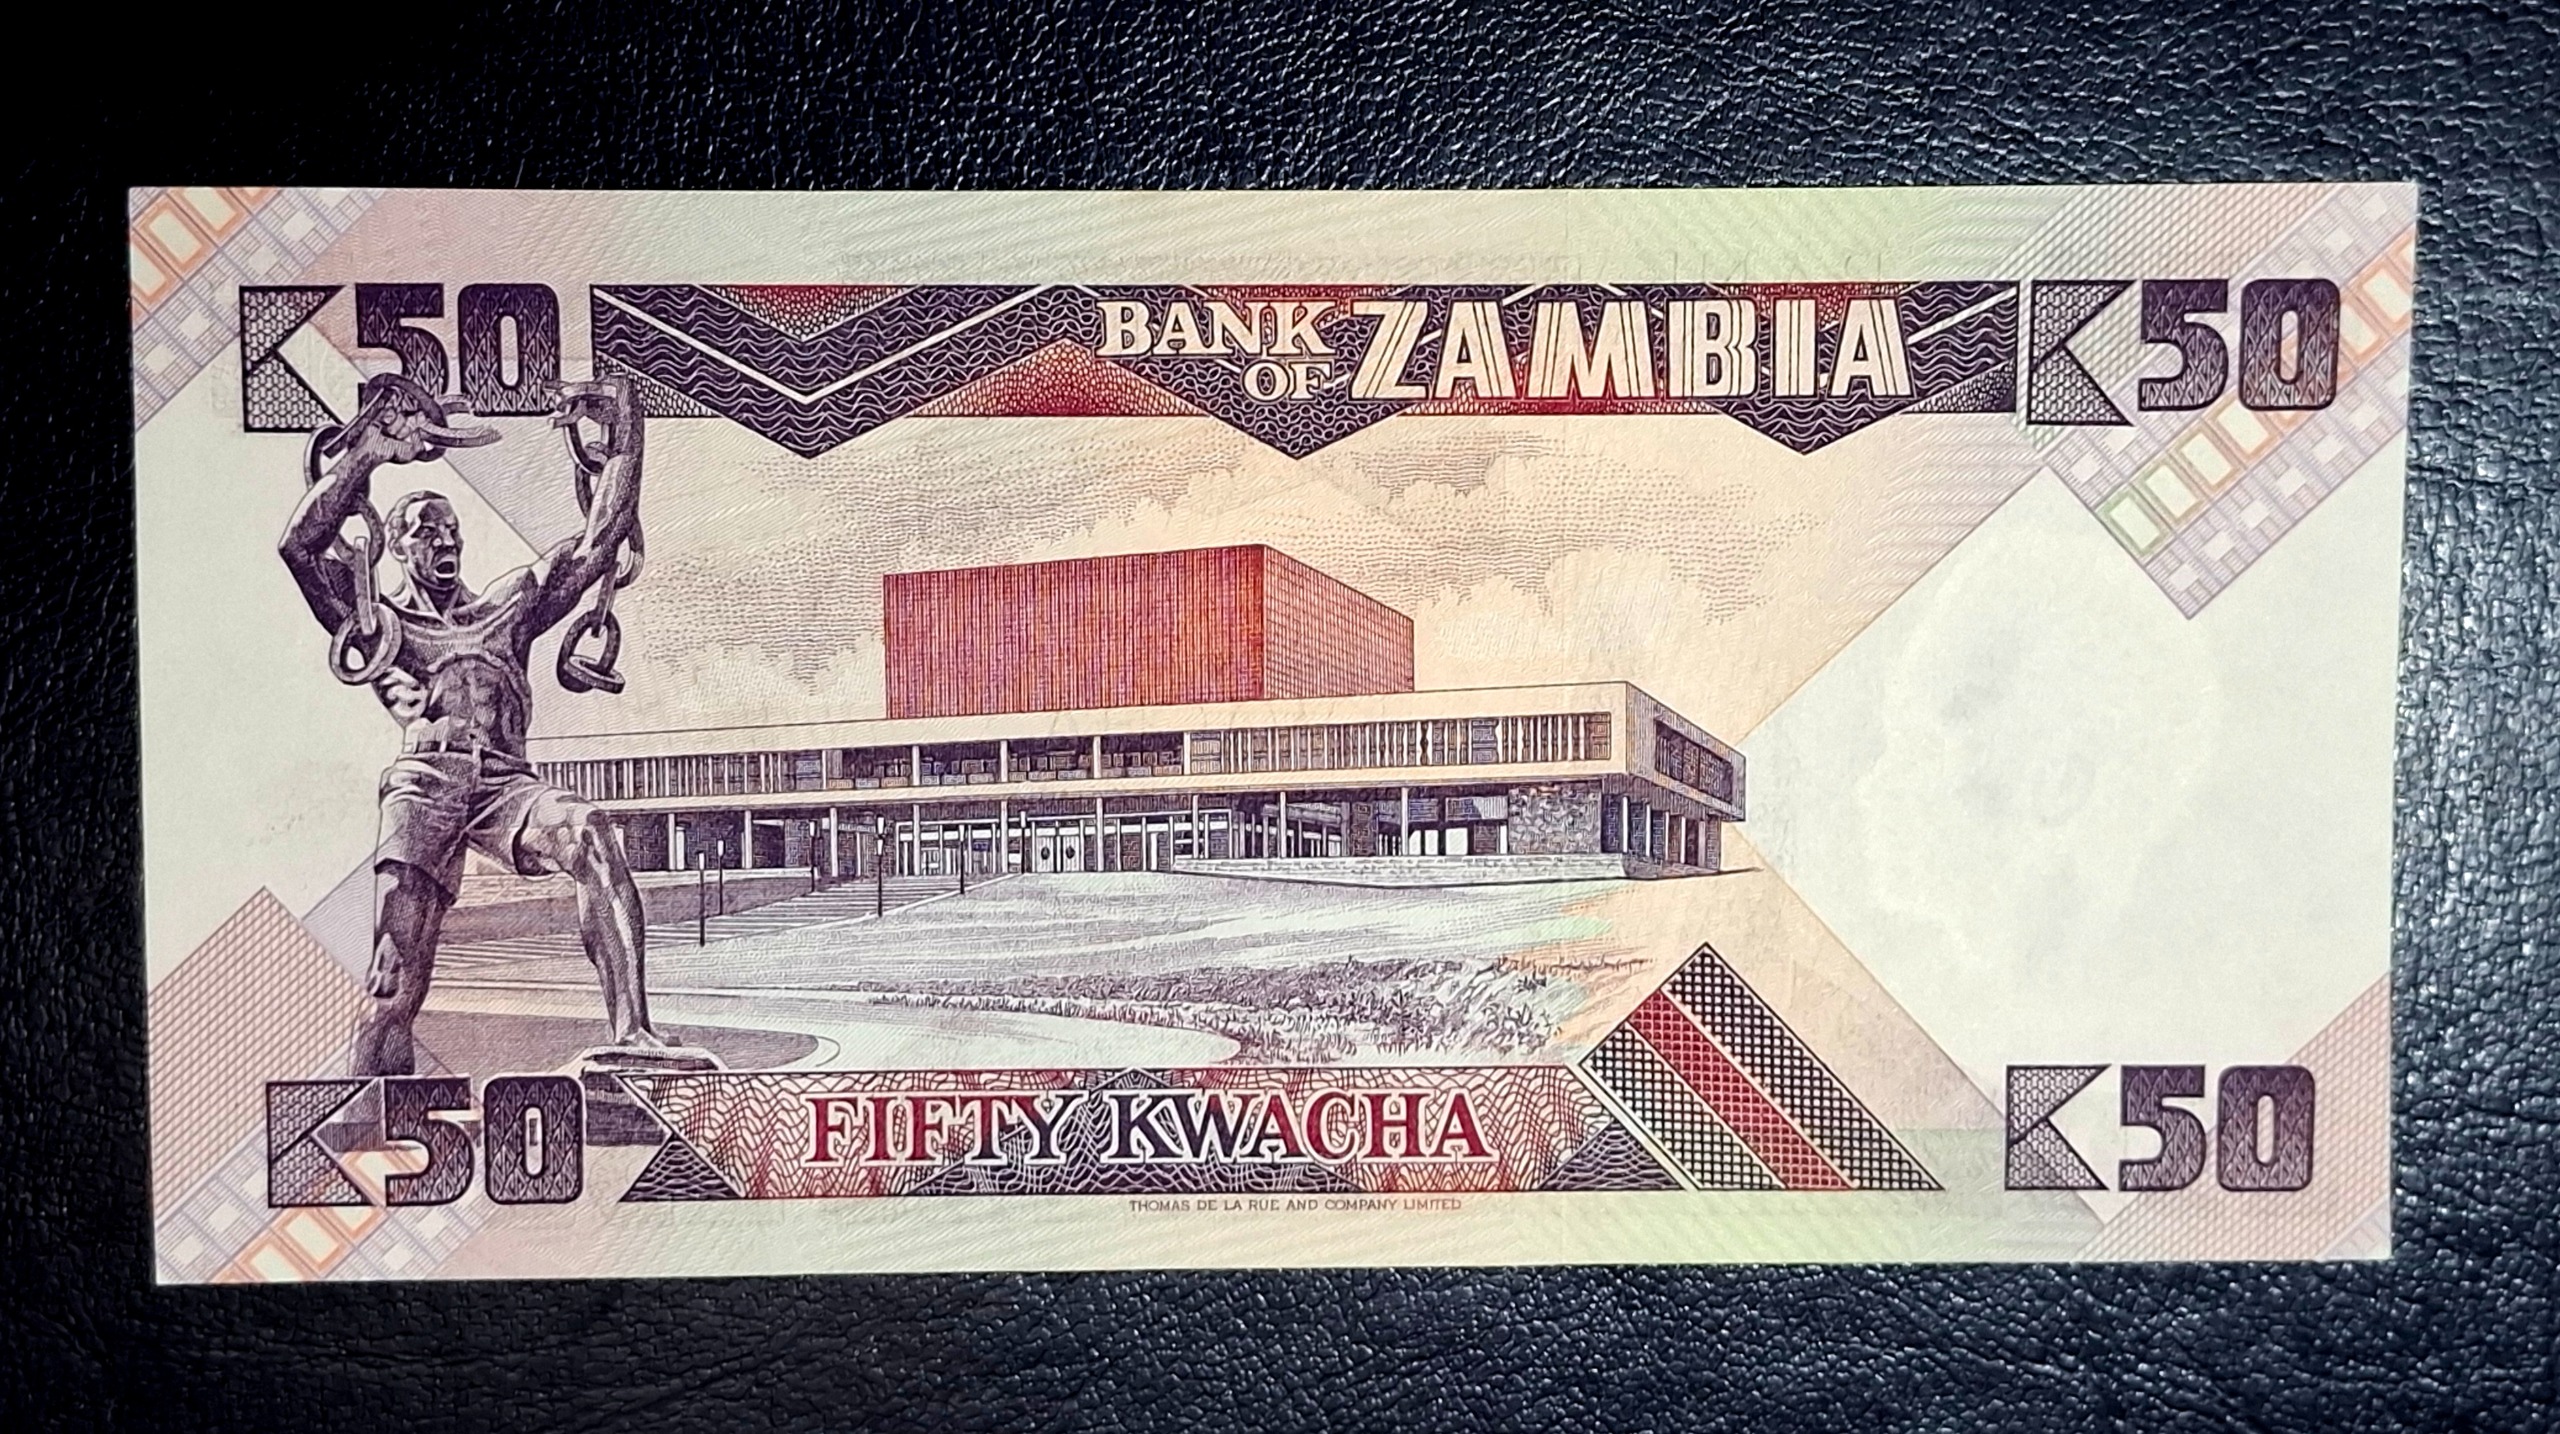 K50
BANK
OF ZAMBIA
K50
K50
FIFTY KWACHA
K50
THOMAS DE LA RUE AND COMPANY LIMITED